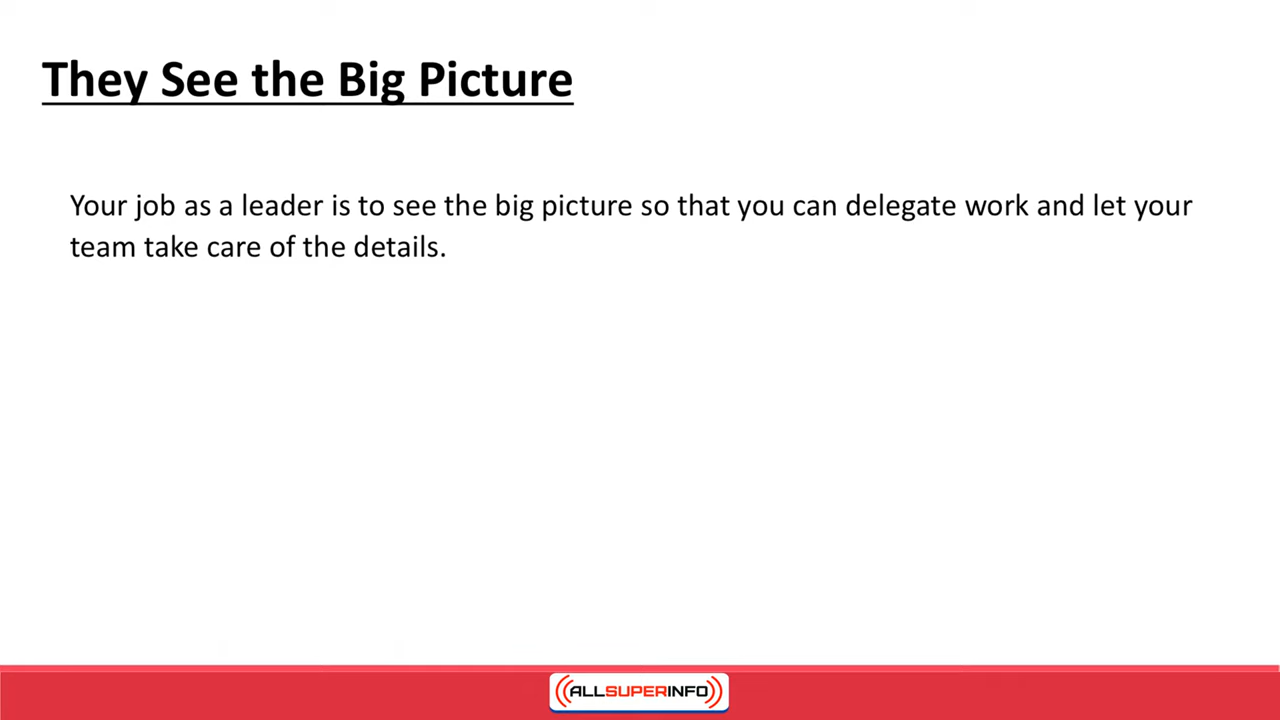 They See the Big Picture
Your job as a leader is to see the big picture so that you can delegate work and let your
team take care of the details.
ALLSUPERINFO